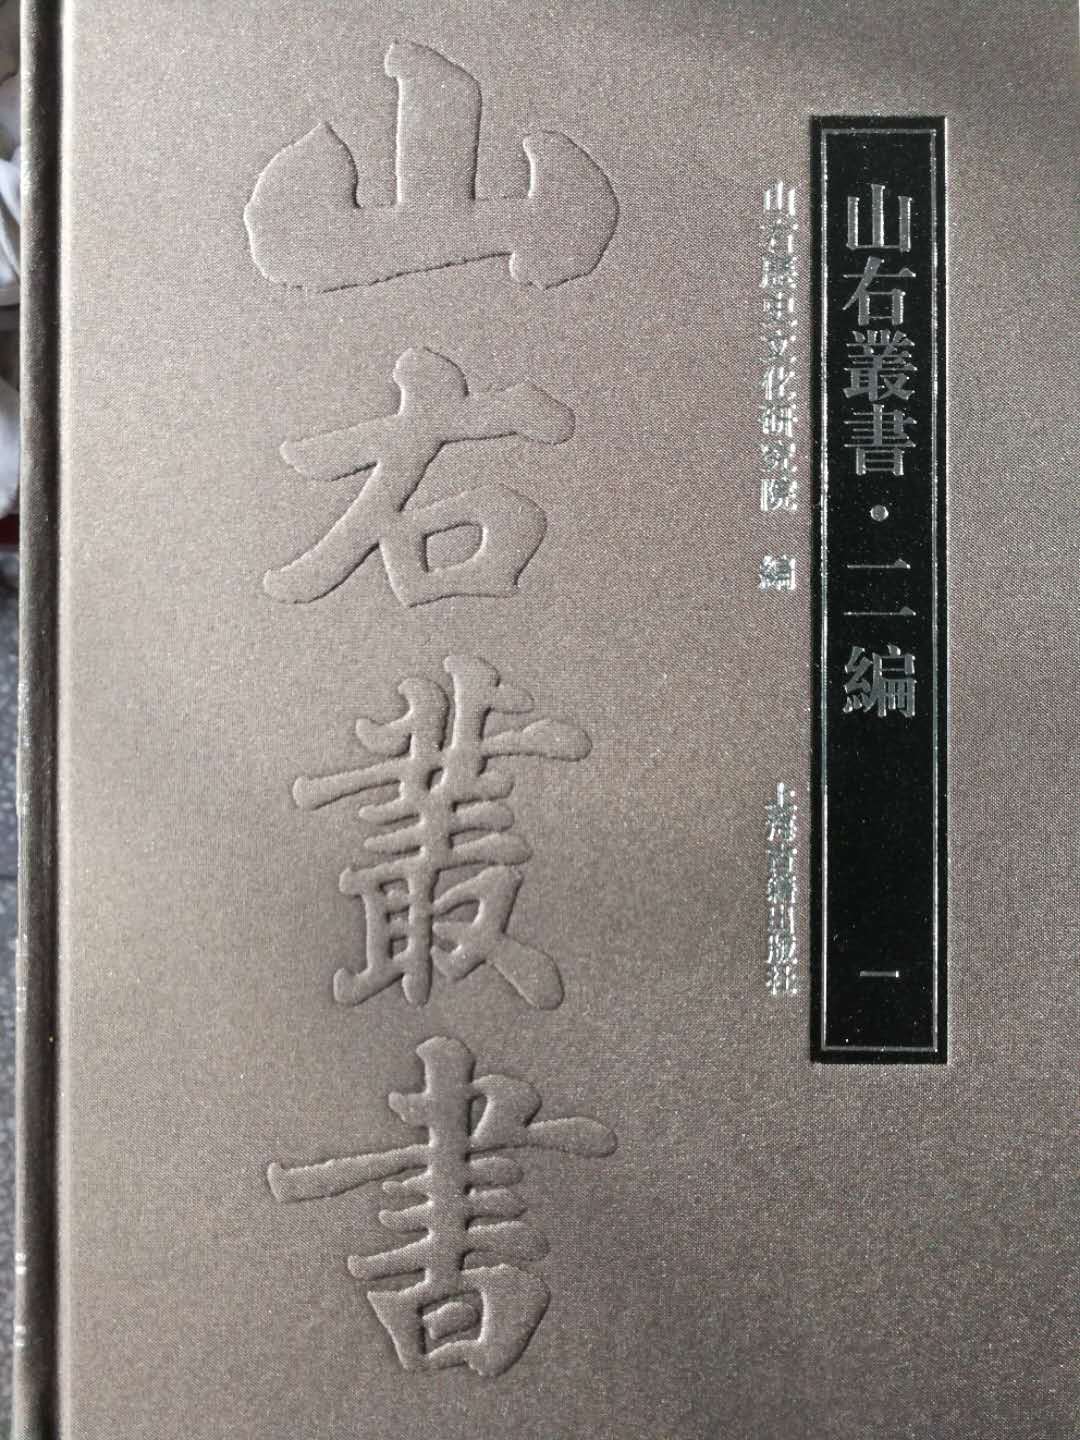 山右叢書·二編 一
山右歷史文化研究院 編
上海古籍出版社
山右叢書